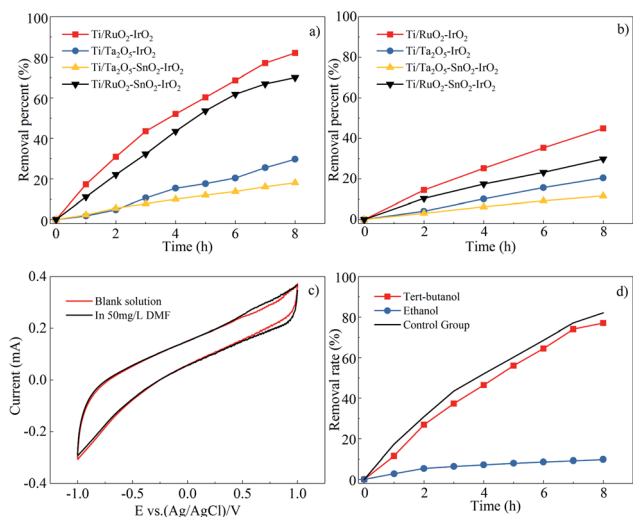 a)
Ti/RuO₂-IrO₂
Ti/Ta₂O₅-IrO₂
Ti/Ta₂O₅-SnO₂-IrO₂
Ti/RuO₂-SnO₂-IrO₂
Removal percent (%)
100
80
60
40
20
0
0 2 4 6 8
Time (h)
b)
Ti/RuO₂-IrO₂
Ti/Ta₂O₅-IrO₂
Ti/Ta₂O₅-SnO₂-IrO₂
Ti/RuO₂-SnO₂-IrO₂
Removal percent (%)
100
80
60
40
20
0
0 2 4 6 8
Time (h)
c)
Blank solution
In 50mg/L DMF
Current (mA)
0.4
0.2
0.0
-0.2
-0.4
-1.0 -0.5 0.0 0.5 1.0
E vs.(Ag/AgCl)/V
d)
Tert-butanol
Ethanol
Control Group
Removal rate (%)
100
80
60
40
20
0
0 2 4 6 8
Time (h)